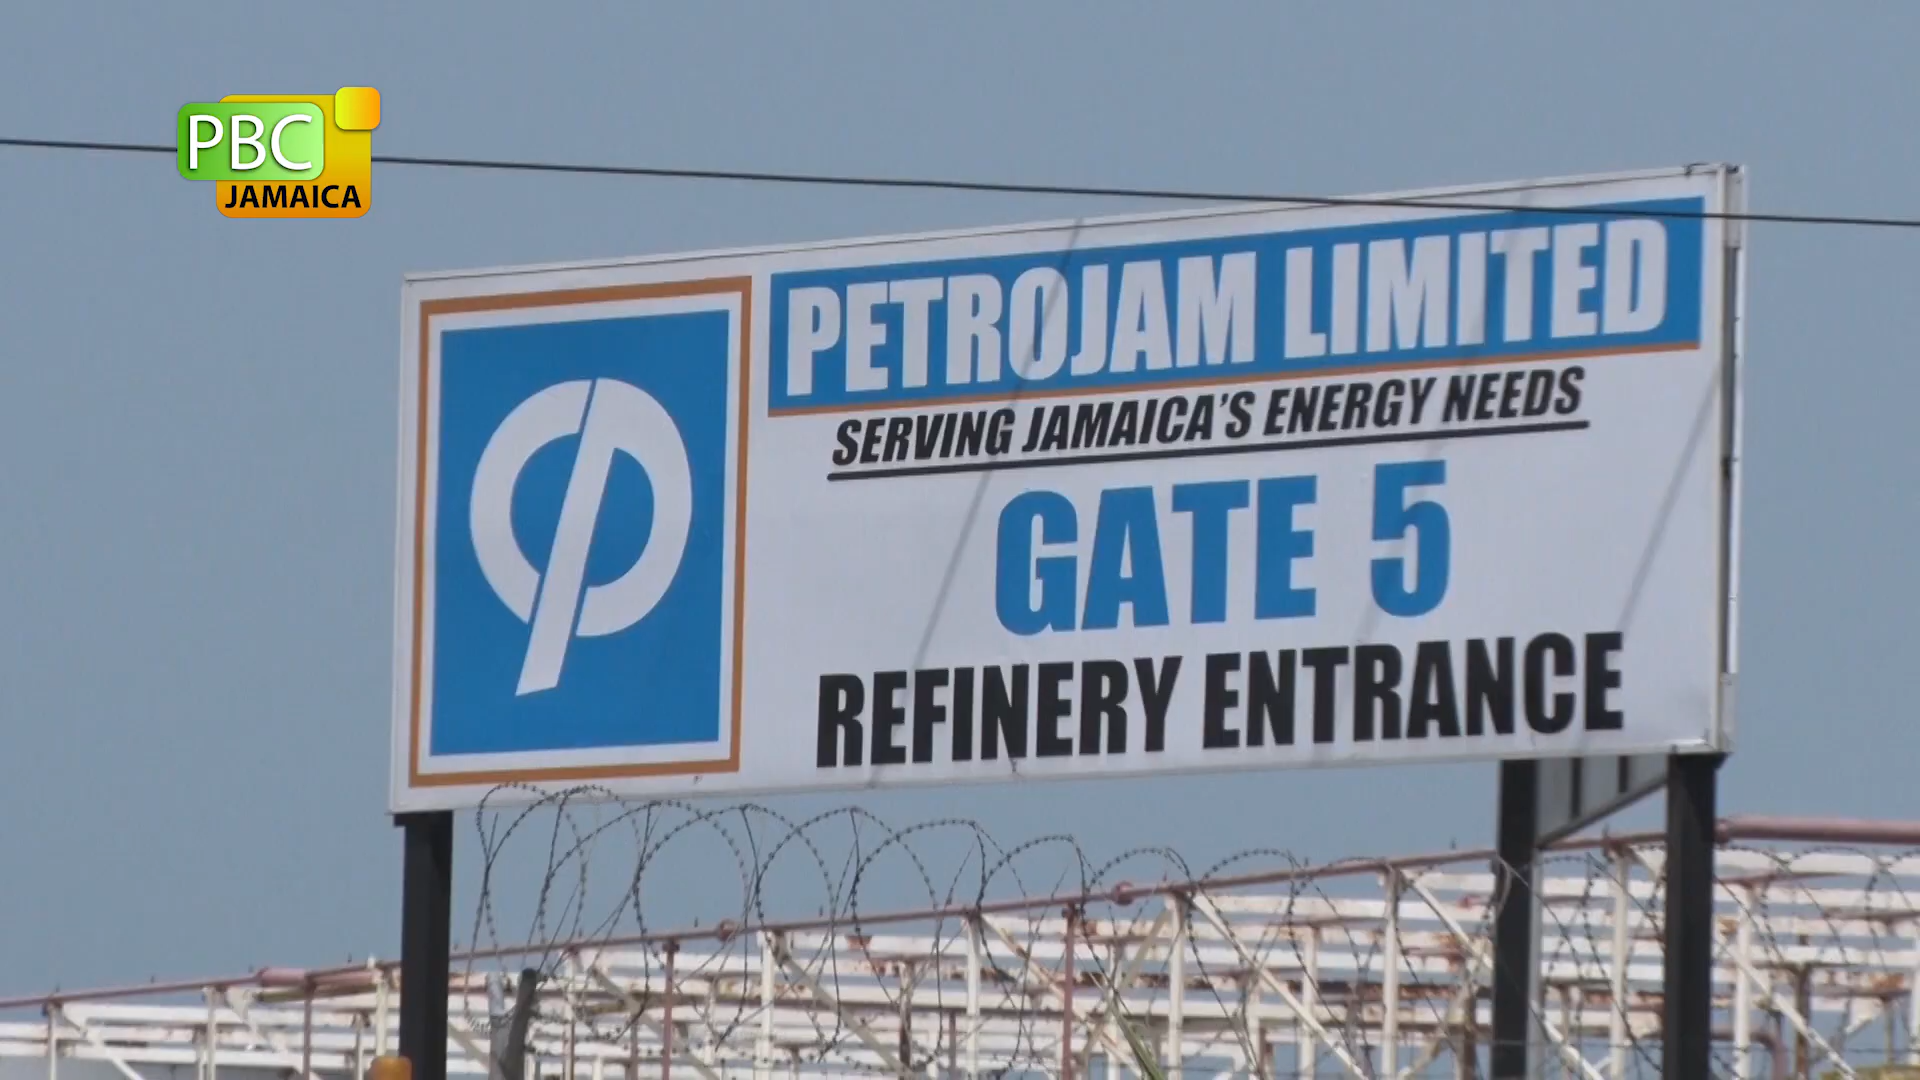 PBC
JAMAICA
PETROJAM LIMITED
SERVING JAMAICA'S ENERGY NEEDS
GATE 5
REFINERY ENTRANCE